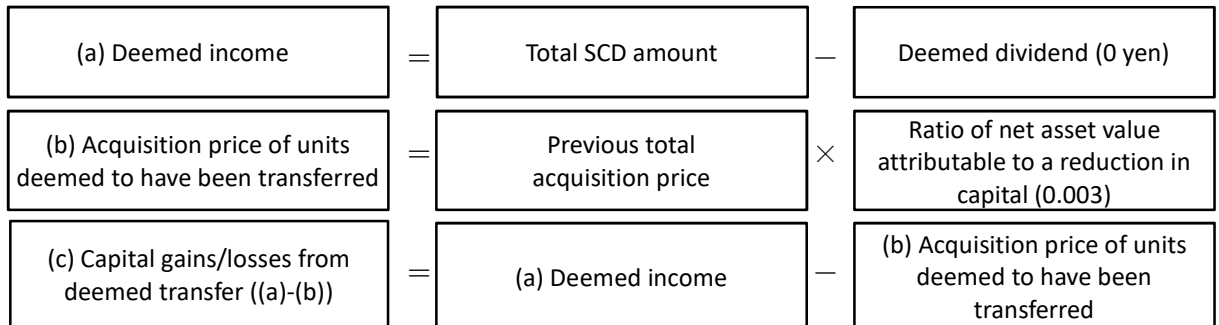 (a) Deemed income = Total SCD amount − Deemed dividend (0 yen)
(b) Acquisition price of units
deemed to have been transferred
=
Previous total
acquisition price
×
Ratio of net asset value
attributable to a reduction in
capital (0.003)
(c) Capital gains/losses from
deemed transfer ((a)-(b))
=
(a) Deemed income
−
(b) Acquisition price of units
deemed to have been
transferred